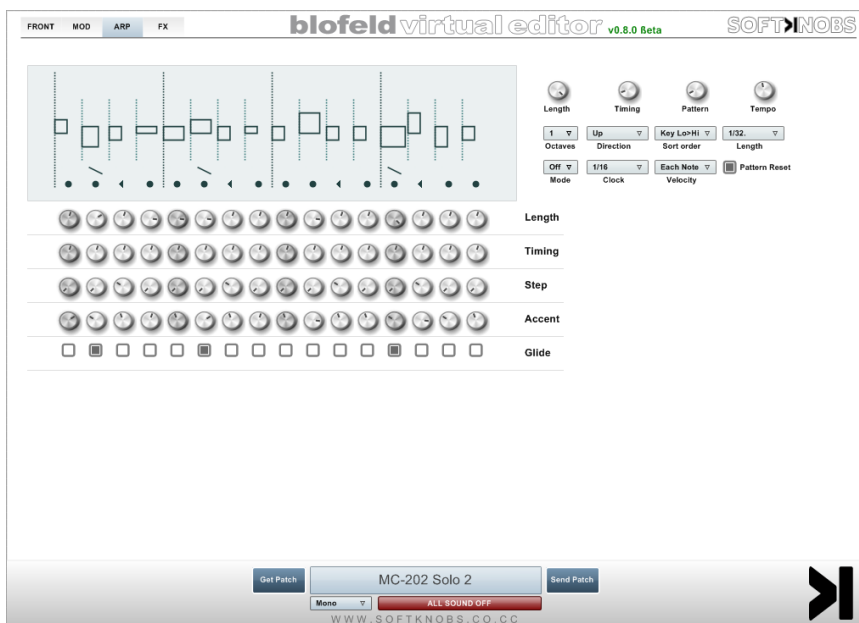 FRONT MOD ARP FX blofeld virtual editor v0.8.0 ßeta SOFTKNOBS
Length Timing Pattern Tempo
1 Up Key Lo>Hi 1/32.
Octaves Direction Sort order Length
Off 1/16 Each Note Pattern Reset
Mode Clock Velocity
Length
Timing
Step
Accent
Glide
Get Patch MC-202 Solo 2 Send Patch
Mono ALL SOUND OFF
WWW.SOFTKNOBS.CO.CC